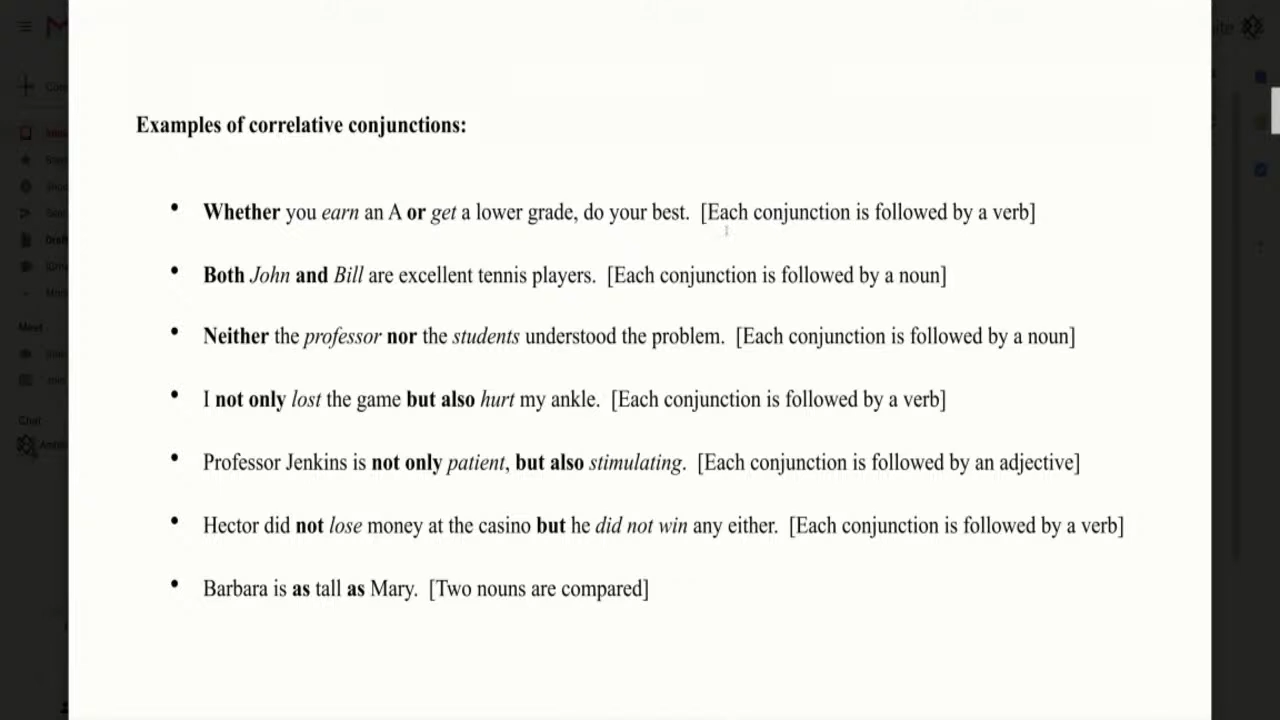 Examples of correlative conjunctions:
• Whether you earn an A or get a lower grade, do your best. [Each conjunction is followed by a verb]
• Both John and Bill are excellent tennis players. [Each conjunction is followed by a noun]
• Neither the professor nor the students understood the problem. [Each conjunction is followed by a noun]
• I not only lost the game but also hurt my ankle. [Each conjunction is followed by a verb]
• Professor Jenkins is not only patient, but also stimulating. [Each conjunction is followed by an adjective]
• Hector did not lose money at the casino but he did not win any either. [Each conjunction is followed by a verb]
• Barbara is as tall as Mary. [Two nouns are compared]
Meet
Chat